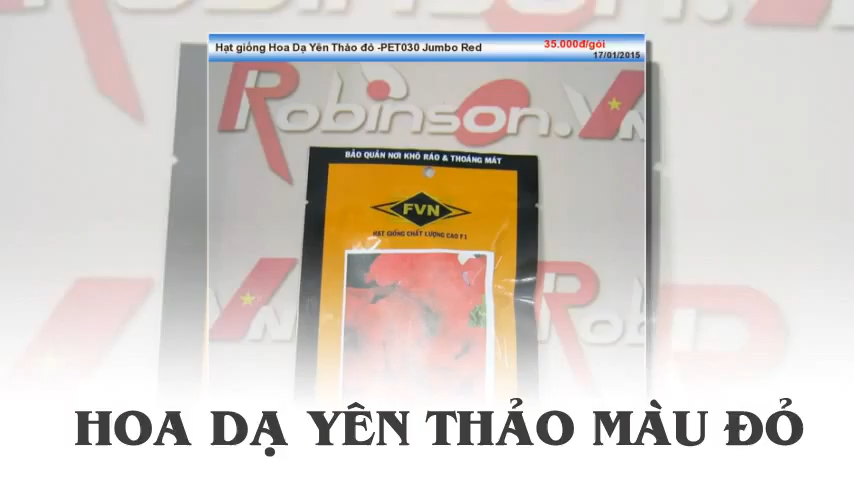 Hạt giống Hoa Dạ Yên Thảo đỏ -PET030 Jumbo Red
35.000đ/gói
17/01/2015
Robinson.VN
BẢO QUẢN NƠI KHÔ RÁO & THOÁNG MÁT
FVN
HẠT GIỐNG CHẤT LƯỢNG CAO F1
VN
Robi
HOA DẠ YÊN THẢO MÀU ĐỎ